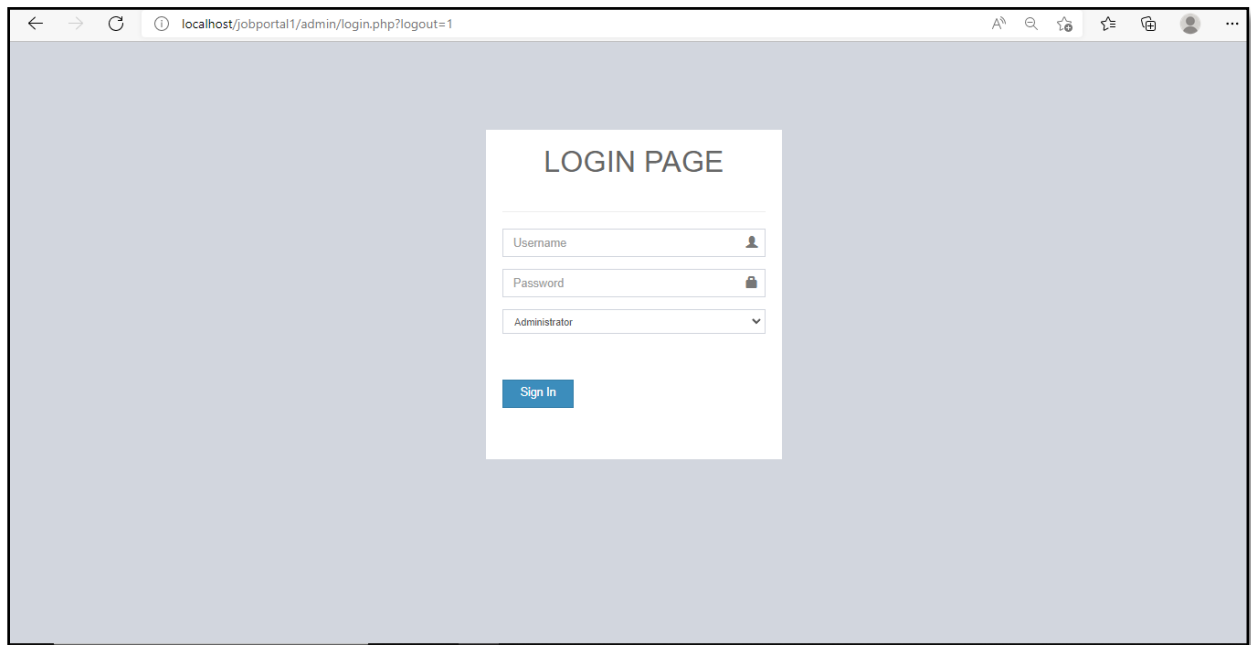 localhost/jobportal1/admin/login.php?logout=1
LOGIN PAGE
Username
Password
Administrator
Sign In